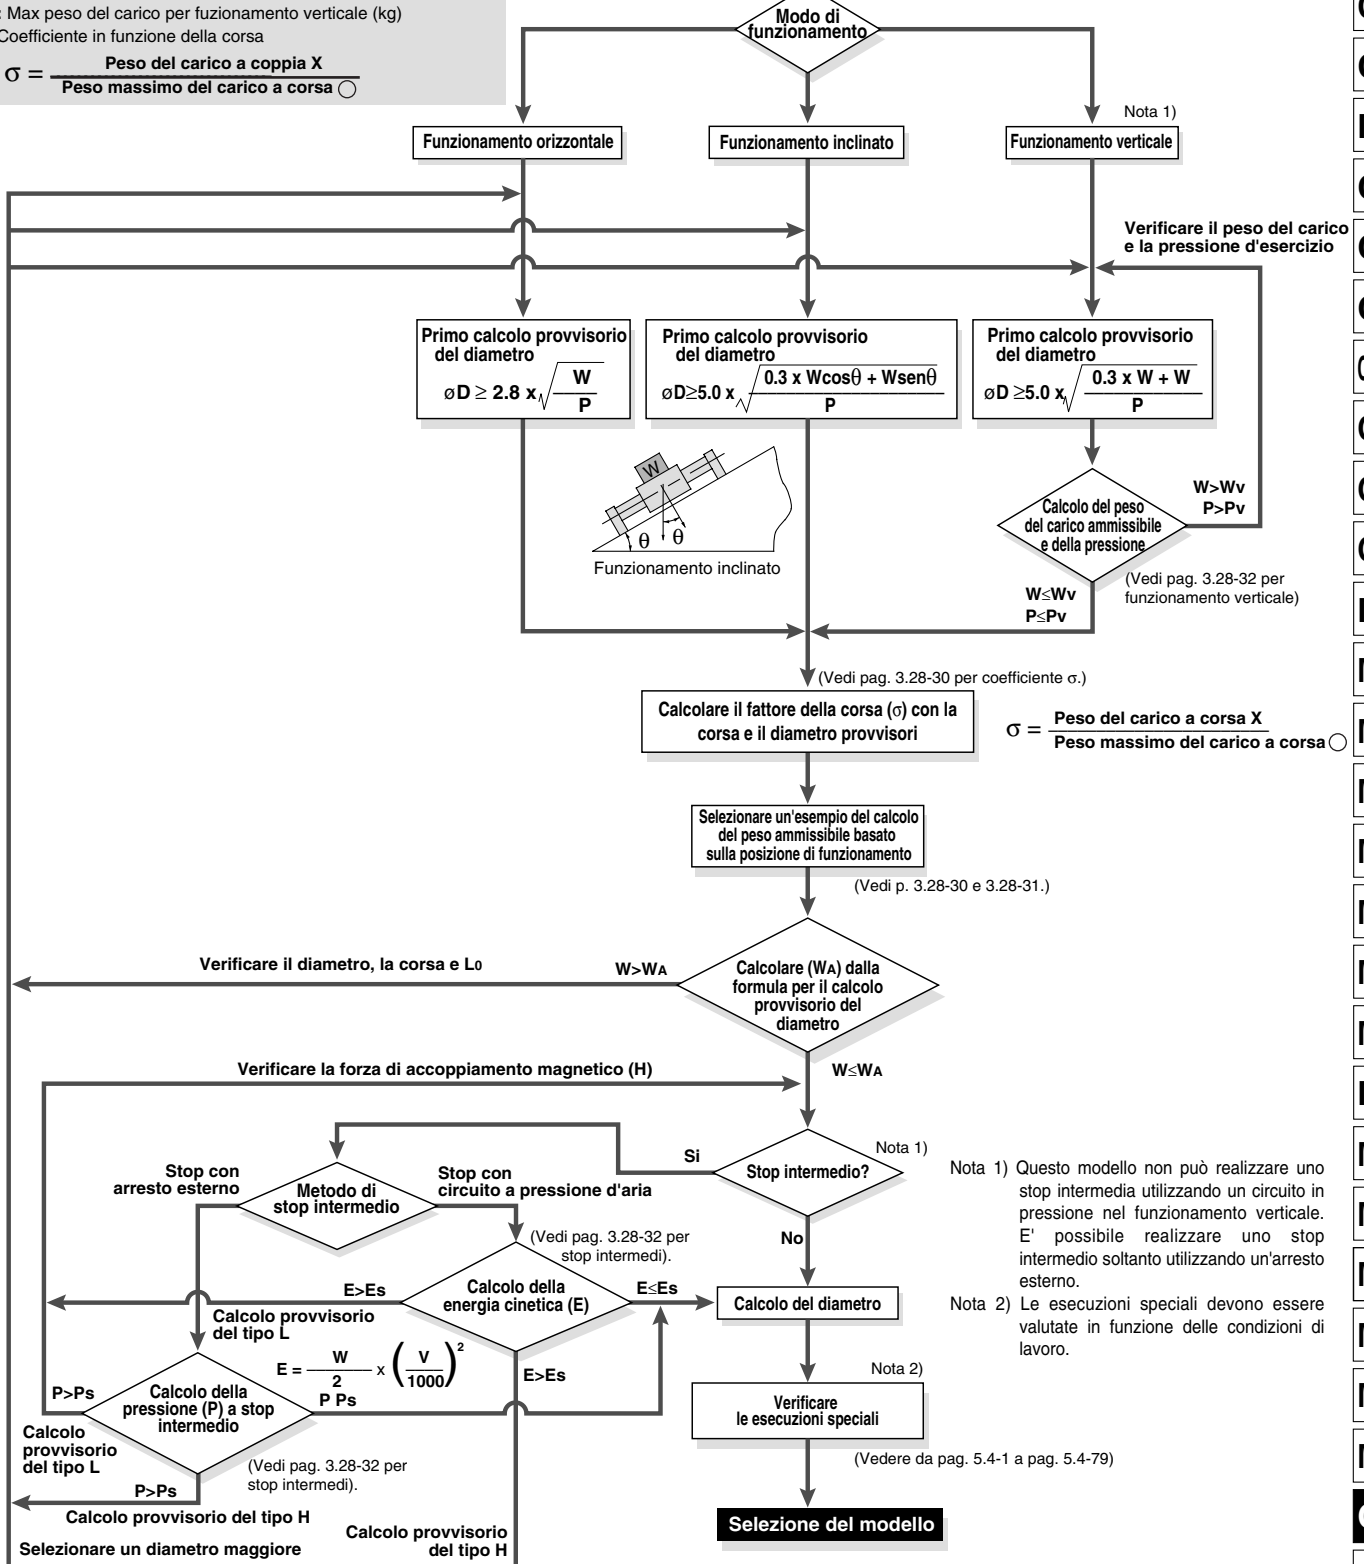 : Max peso del carico per fuzionamento verticale (kg)
Coefficiente in funzione della corsa
σ = Peso del carico a coppia X
Peso massimo del carico a corsa ◯
Modo di
funzionamento
Nota 1)
Funzionamento orizzontale
Funzionamento inclinato
Funzionamento verticale
Verificare il peso del carico
e la pressione d'esercizio
Primo calcolo provvisorio
del diametro
øD ≥ 2.8 x √ W
P
Primo calcolo provvisorio
del diametro
øD≥5.0 x √ 0.3 x Wcosθ + Wsenθ
P
Primo calcolo provvisorio
del diametro
øD ≥5.0 x √ 0.3 x W + W
P
W
θ
θ
Funzionamento inclinato
Calcolo del peso
del carico ammissibile
e della pressione
W>Wv
P>Pv
(Vedi pag. 3.28-32 per
funzionamento verticale)
W≤Wv
P≤Pv
(Vedi pag. 3.28-30 per coefficiente σ.)
Calcolare il fattore della corsa (σ) con la
corsa e il diametro provvisori
σ = Peso del carico a corsa X
Peso massimo del carico a corsa ◯
Selezionare un'esempio del calcolo
del peso ammissibile basato
sulla posizione di funzionamento
(Vedi p. 3.28-30 e 3.28-31.)
Verificare il diametro, la corsa e L0
W>WA
Calcolare (WA) dalla
formula per il calcolo
provvisorio del
diametro
Verificare la forza di accoppiamento magnetico (H)
W≤WA
Si
Stop intermedio?
Nota 1)
No
Stop con
arresto esterno
Metodo di
stop intermedio
Stop con
circuito a pressione d'aria
(Vedi pag. 3.28-32 per
stop intermedi).
E>Es
Calcolo della
energia cinetica (E)
E≤Es
Calcolo del diametro
Calcolo provvisorio
del tipo L
E = W
2 x (V
1000)²
E>Es
P>Ps
Calcolo della
pressione (P) a stop
intermedio
P Ps
Calcolo
provvisorio
del tipo L
(Vedi pag. 3.28-32 per
stop intermedi).
P>Ps
Calcolo provvisorio del tipo H
Selezionare un diametro maggiore
Calcolo provvisorio
del tipo H
Nota 2)
Verificare
le esecuzioni speciali
(Vedere da pag. 5.4-1 a pag. 5.4-79)
Selezione del modello
Nota 1) Questo modello non può realizzare uno
stop intermedia utilizzando un circuito in
pressione nel funzionamento verticale.
E' possibile realizzare uno stop
intermedio soltanto utilizzando un'arresto
esterno.
Nota 2) Le esecuzioni speciali devono essere
valutate in funzione delle condizioni di
lavoro.